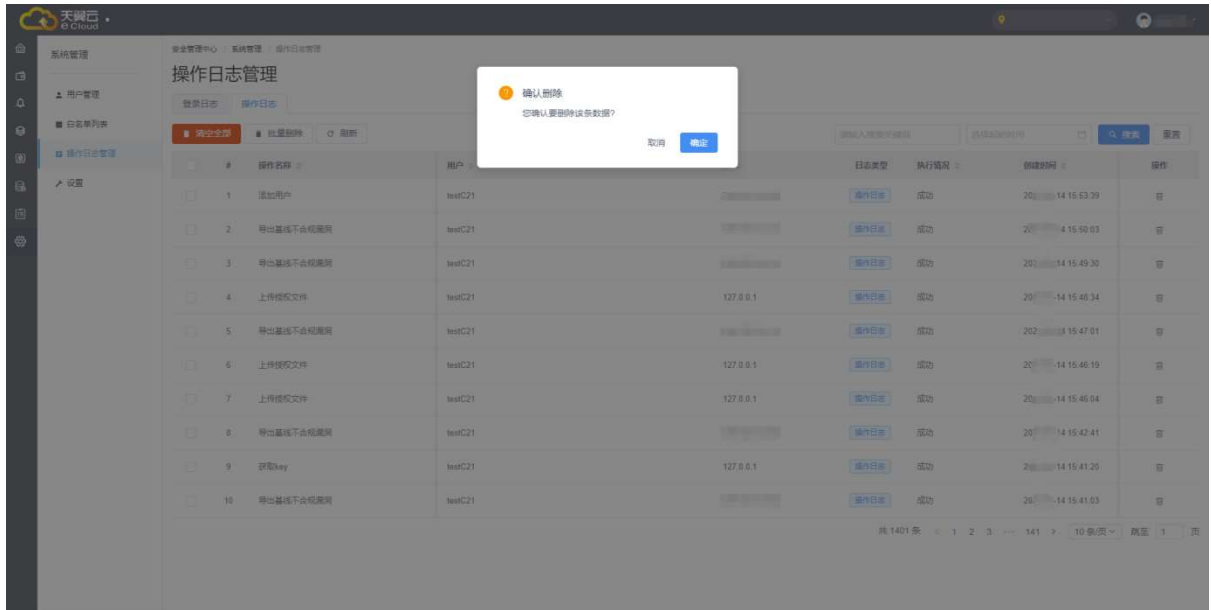 天翼云
e Cloud
系统管理
用户管理
白名单列表
操作日志管理
设置
安全管理中心 / 系统管理 / 操作日志管理
操作日志管理
登录日志 操作日志
清空全部 批量删除 刷新
请输入搜索关键词 选择起始时间 搜索 重置
确认删除
您确认要删除该条数据?
取消 确定
# 操作名称 用户 日志类型 执行情况 创建时间 操作
1 添加用户 testC21 操作日志 成功 14 15:53:39
2 导出基线不合规漏洞 testC21 操作日志 成功 4 15:50:03
3 导出基线不合规漏洞 testC21 操作日志 成功 14 15:49:30
4 上传授权文件 testC21 127.0.0.1 操作日志 成功 -14 15:48:34
5 导出基线不合规漏洞 testC21 操作日志 成功 15:47:01
6 上传授权文件 testC21 127.0.0.1 操作日志 成功 -14 15:46:19
7 上传授权文件 testC21 127.0.0.1 操作日志 成功 14 15:46:04
8 导出基线不合规漏洞 testC21 操作日志 成功 14 15:42:41
9 获取key testC21 127.0.0.1 操作日志 成功 14 15:41:20
10 导出基线不合规漏洞 testC21 操作日志 成功 -14 15:41:03
共 1401 条 < 1 2 3 ··· 141 > 10 条/页 跳至 1 页